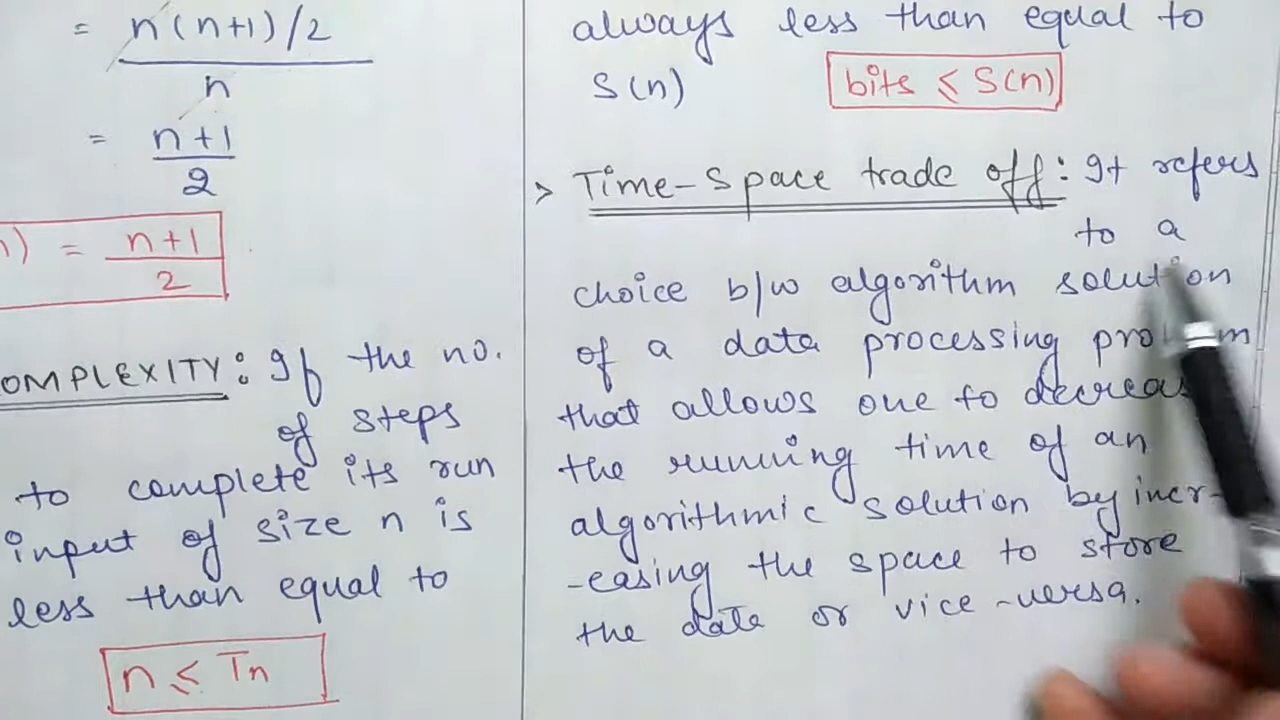 = n(n+1)/2
n
= n+1
2
) = n+1
2
OMPLEXITY: If the no.
of steps
to complete its run
input of size n is
less than equal to
n ≤ Tn
always less than equal to
S(n) bits ≤ S(n)
> Time-Space trade off: It refers
to a
choice b/w algorithm solution
of a data processing
that allows one to decreas
the running time of an
algorithmic solution by incr-
-easing the space to store
the data or vice-versa.